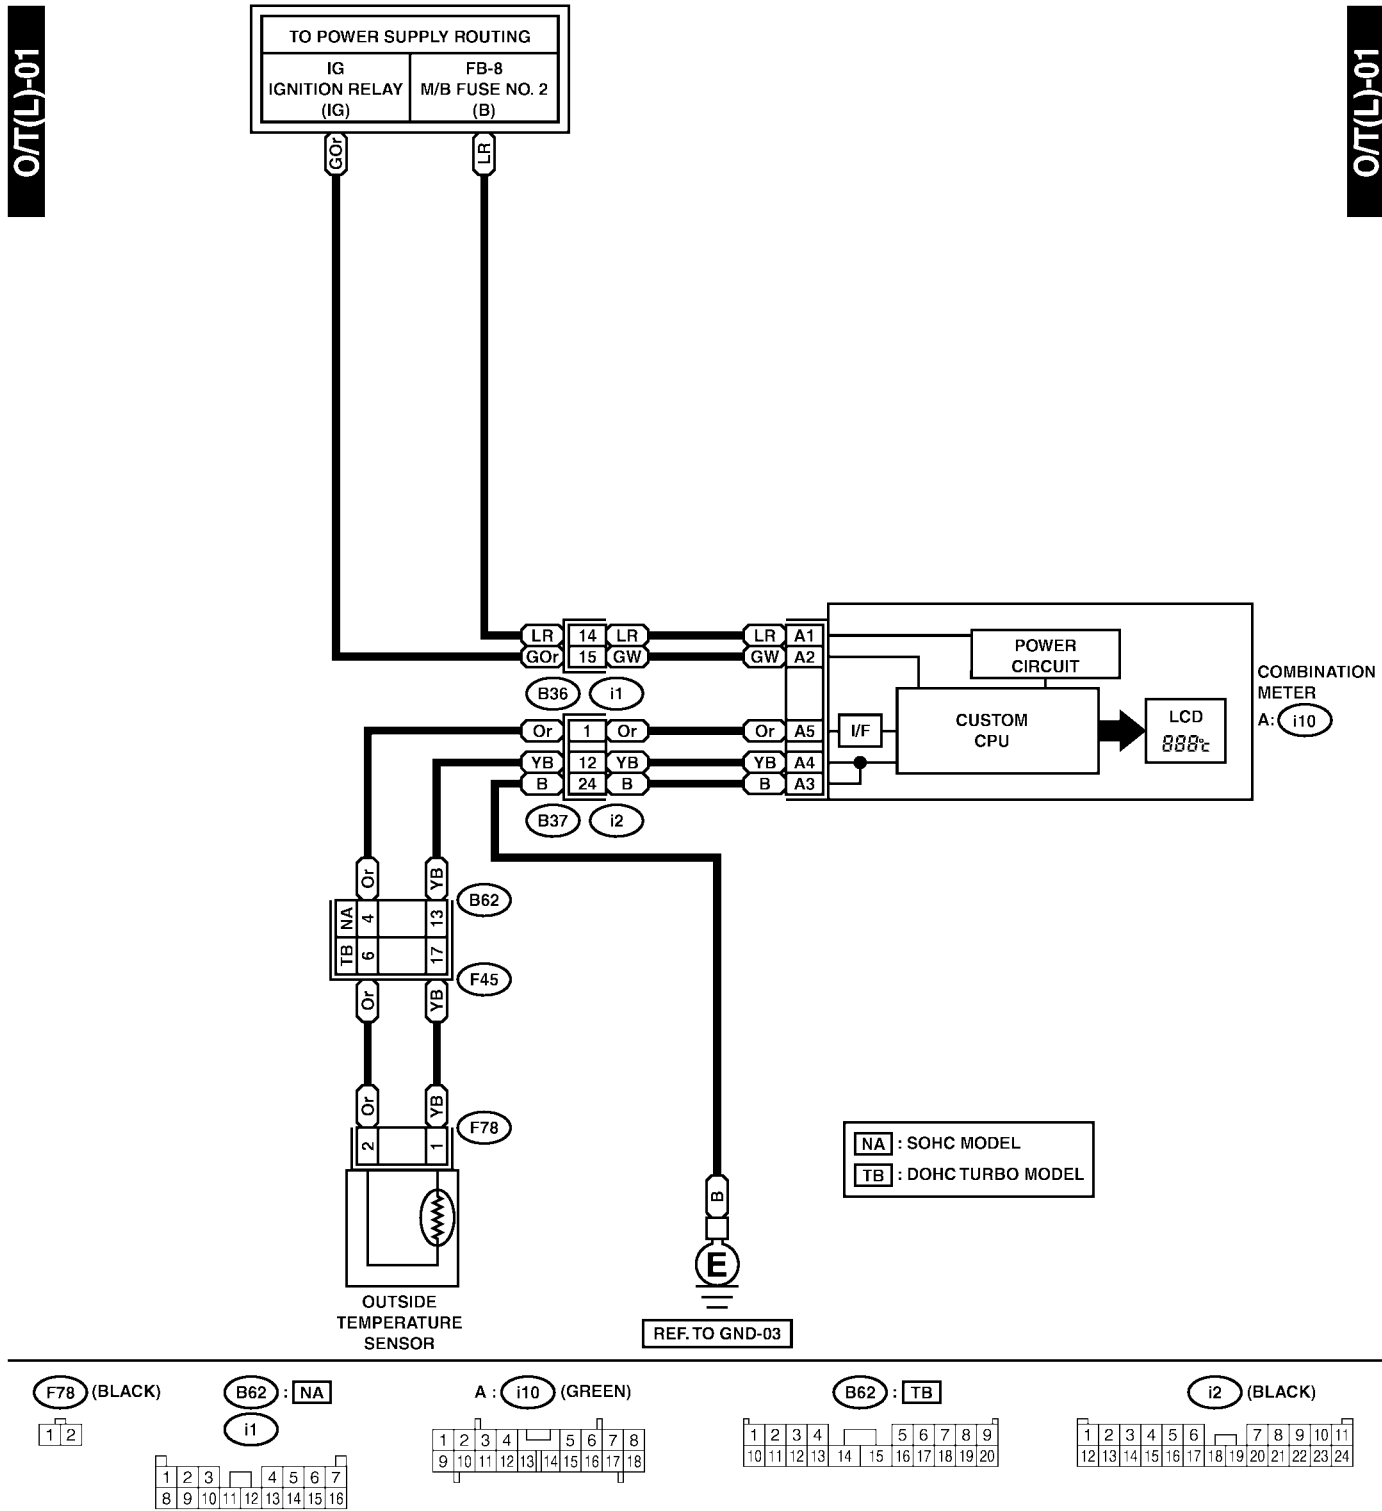 O/T(L)-01
O/T(L)-01
TO POWER SUPPLY ROUTING
IG
IGNITION RELAY
(IG)
FB-8
M/B FUSE NO. 2
(B)
GOr
LR
LR 14 LR LR A1
GOr 15 GW GW A2
B36 i1
Or 1 Or Or A5
YB 12 YB YB A4
B 24 B B A3
B37 i2
POWER
CIRCUIT
I/F
CUSTOM
CPU
LCD
888°C
COMBINATION
METER
A: i10
Or YB
B62
NA 4 13
TB 6 17
F45
Or YB
Or YB
F78
2 1
OUTSIDE
TEMPERATURE
SENSOR
B
E
REF. TO GND-03
NA : SOHC MODEL
TB : DOHC TURBO MODEL
F78 (BLACK)
1 2
B62 : NA
i1
1 2 3 4 5 6 7
8 9 10 11 12 13 14 15 16
A : i10 (GREEN)
1 2 3 4 5 6 7 8
9 10 11 12 13 14 15 16 17 18
B62 : TB
1 2 3 4 5 6 7 8 9
10 11 12 13 14 15 16 17 18 19 20
i2 (BLACK)
1 2 3 4 5 6 7 8 9 10 11
12 13 14 15 16 17 18 19 20 21 22 23 24